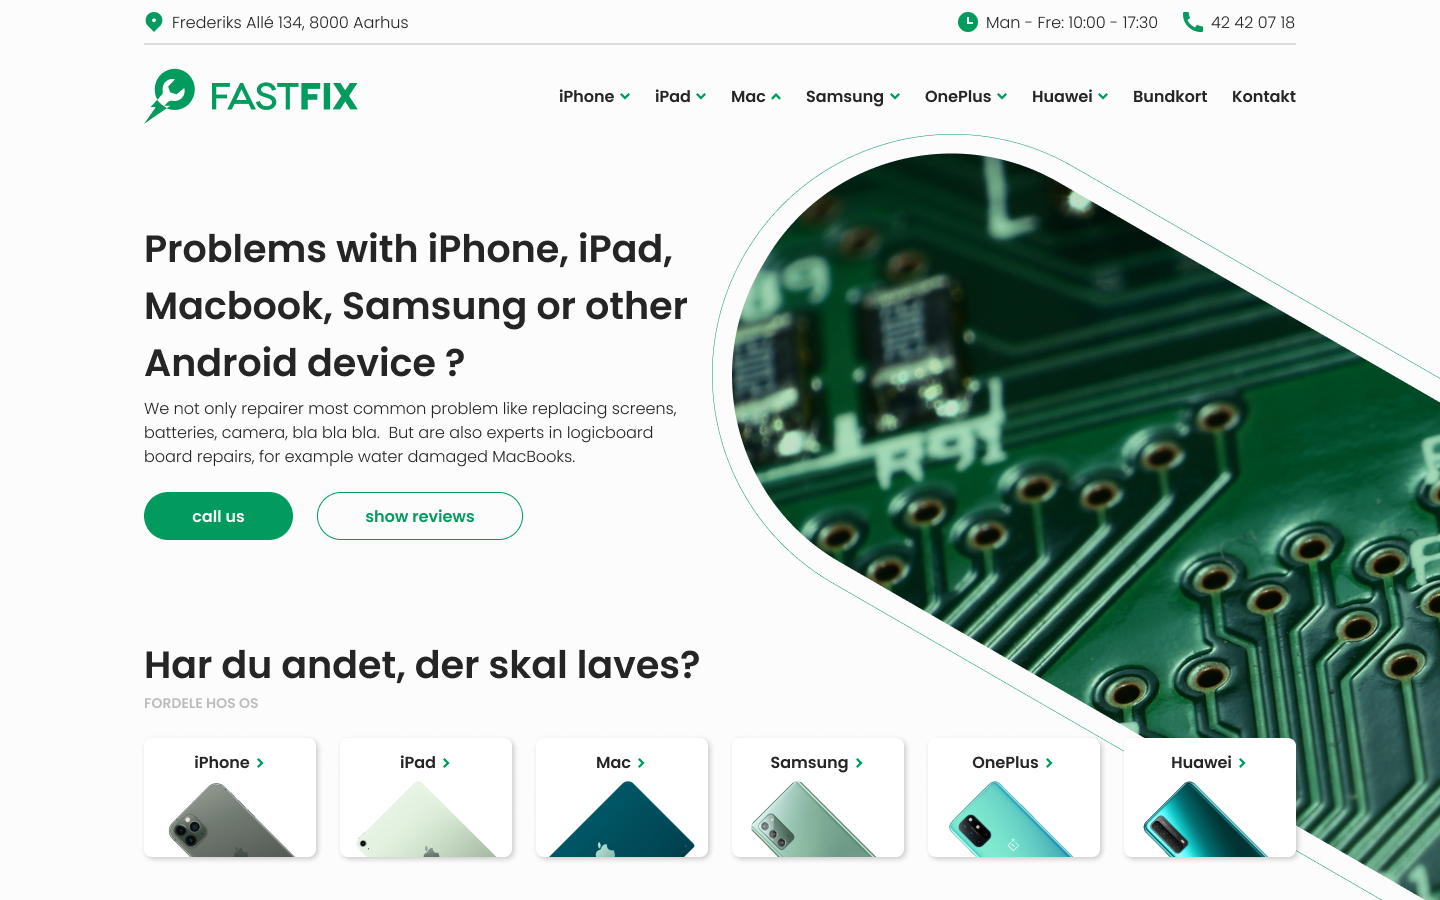 Frederiks Allé 134, 8000 Aarhus
Man - Fre: 10:00 - 17:30
42 42 07 18
FASTFIX
iPhone
iPad
Mac
Samsung
OnePlus
Huawei
Bundkort
Kontakt
Problems with iPhone, iPad,
Macbook, Samsung or other
Android device ?
We not only repairer most common problem like replacing screens,
batteries, camera, bla bla bla.  But are also experts in logicboard
board repairs, for example water damaged MacBooks.
call us
show reviews
R91
Har du andet, der skal laves?
FORDELE HOS OS
iPhone
iPad
Mac
Samsung
OnePlus
Huawei